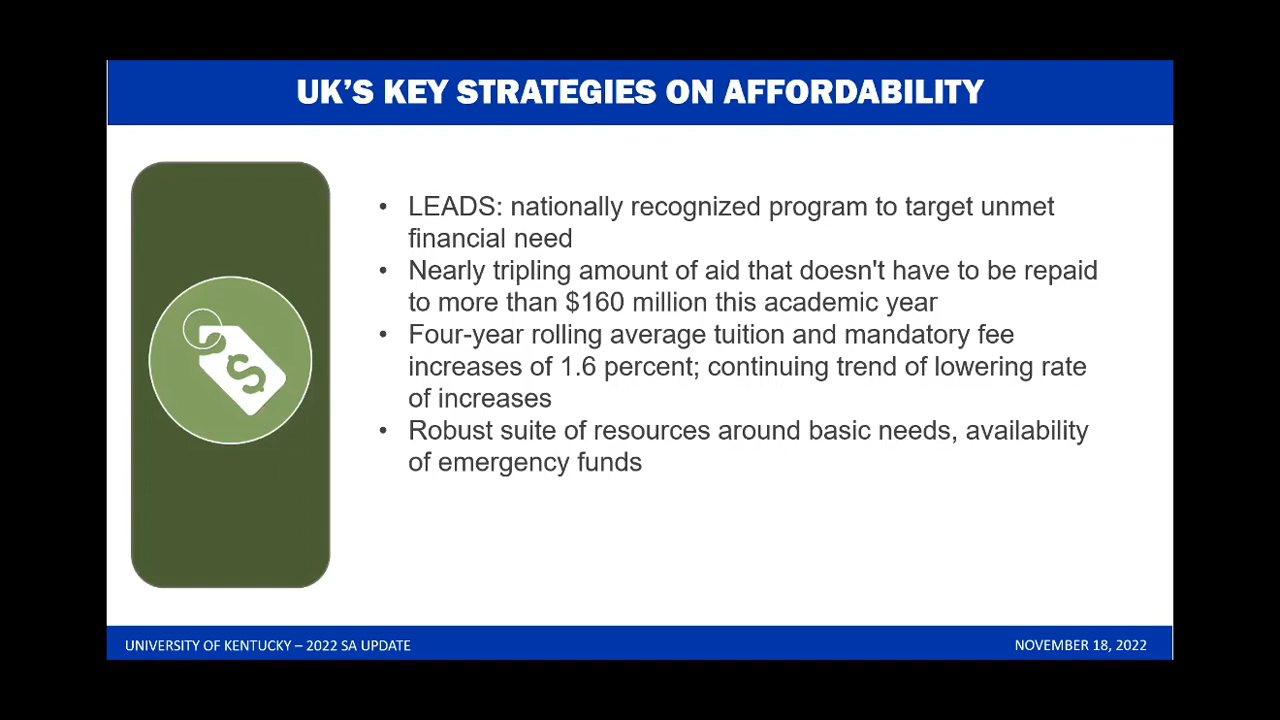 UK'S KEY STRATEGIES ON AFFORDABILITY
$
• LEADS: nationally recognized program to target unmet
financial need
• Nearly tripling amount of aid that doesn't have to be repaid
to more than $160 million this academic year
• Four-year rolling average tuition and mandatory fee
increases of 1.6 percent; continuing trend of lowering rate
of increases
• Robust suite of resources around basic needs, availability
of emergency funds
UNIVERSITY OF KENTUCKY – 2022 SA UPDATE
NOVEMBER 18, 2022